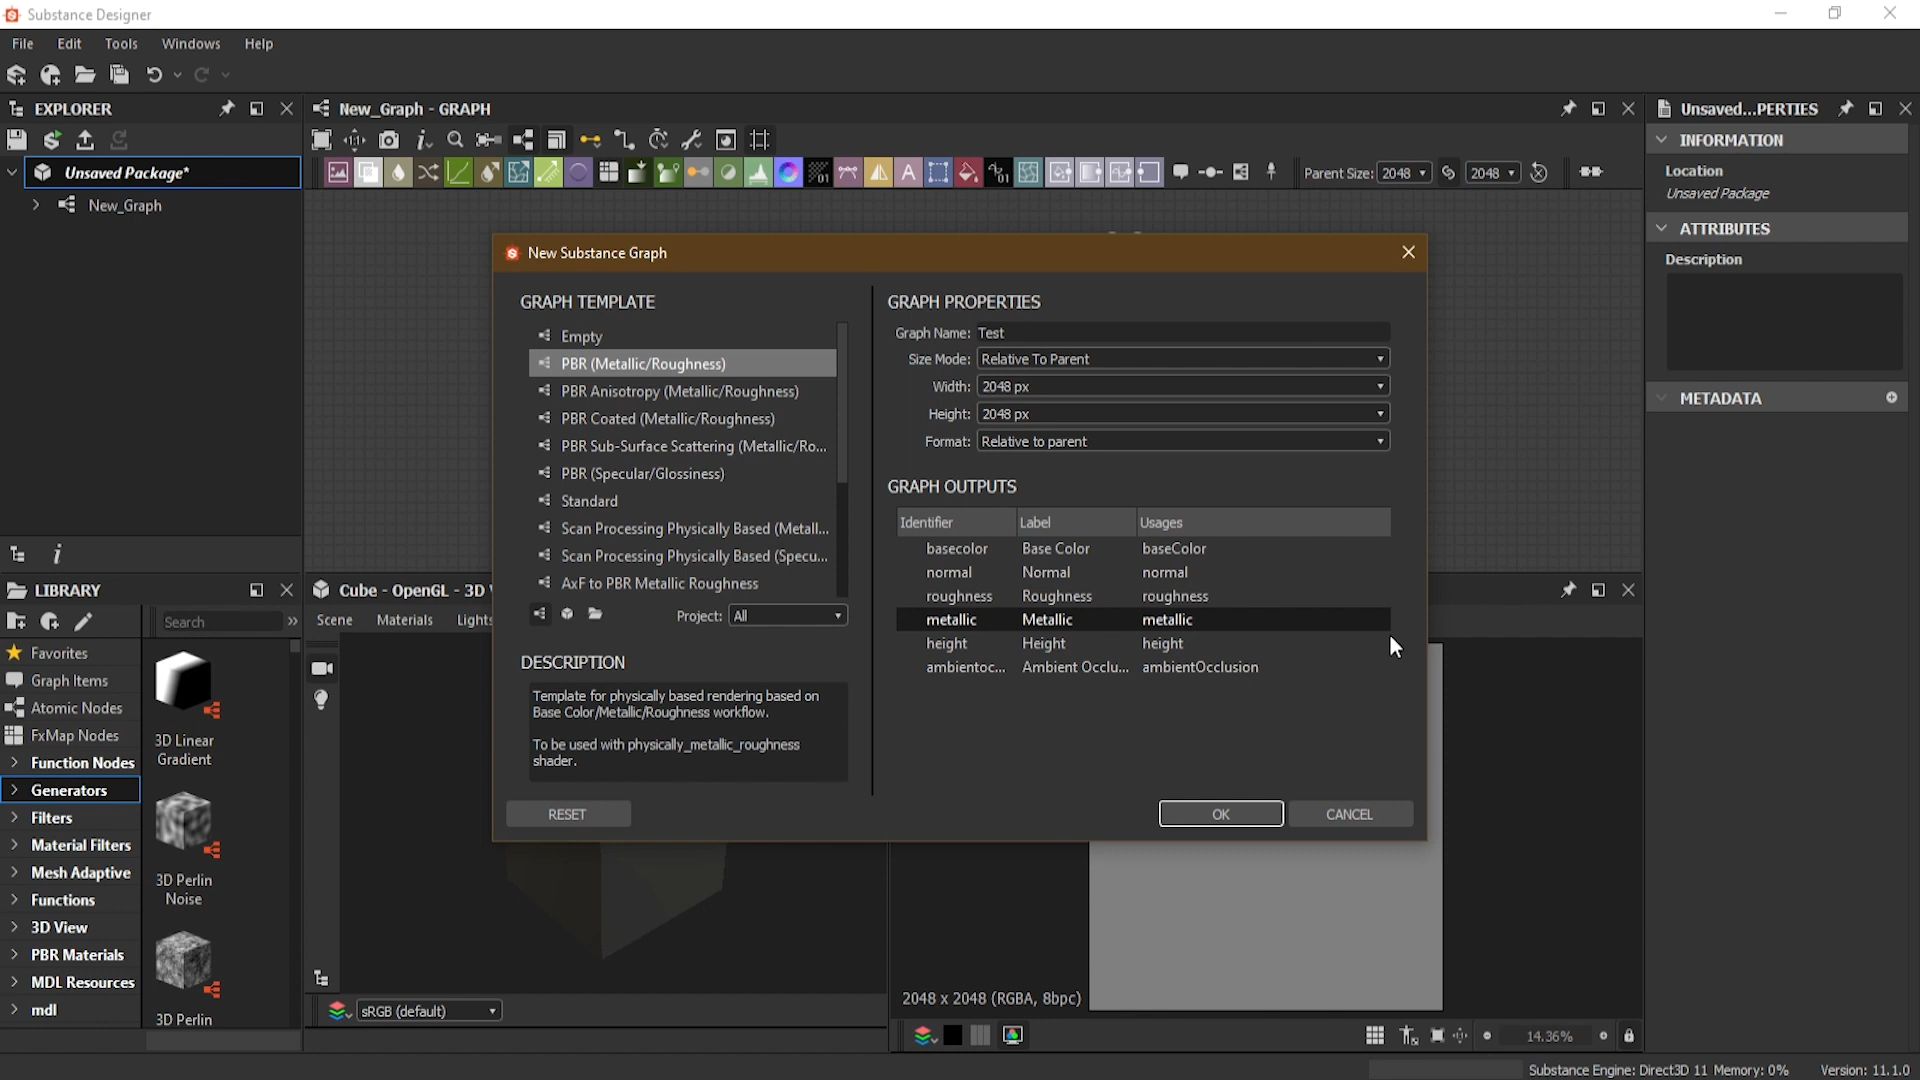 Substance Designer
File Edit Tools Windows Help
EXPLORER
Unsaved Package*
New_Graph
New_Graph - GRAPH
Parent Size: 2048 2048
Unsaved...PERTIES
INFORMATION
Location
Unsaved Package
ATTRIBUTES
Description
METADATA
New Substance Graph
GRAPH TEMPLATE
Empty
PBR (Metallic/Roughness)
PBR Anisotropy (Metallic/Roughness)
PBR Coated (Metallic/Roughness)
PBR Sub-Surface Scattering (Metallic/Ro...
PBR (Specular/Glossiness)
Standard
Scan Processing Physically Based (Metall...
Scan Processing Physically Based (Specu...
AxF to PBR Metallic Roughness
Project: All
DESCRIPTION
Template for physically based rendering based on
Base Color/Metallic/Roughness workflow.
To be used with physically_metallic_roughness
shader.
RESET
GRAPH PROPERTIES
Graph Name: Test
Size Mode: Relative To Parent
Width: 2048 px
Height: 2048 px
Format: Relative to parent
GRAPH OUTPUTS
Identifier Label Usages
basecolor Base Color baseColor
normal Normal normal
roughness Roughness roughness
metallic Metallic metallic
height Height height
ambientoc... Ambient Occlu... ambientOcclusion
OK CANCEL
LIBRARY
Search
Favorites
Graph Items
Atomic Nodes
FxMap Nodes
Function Nodes
Generators
Filters
Material Filters
Mesh Adaptive
Functions
3D View
PBR Materials
MDL Resources
mdl
3D Linear
Gradient
3D Perlin
Noise
3D Perlin
Cube - OpenGL - 3D
Scene Materials Lights
sRGB (default)
2048 x 2048 (RGBA, 8bpc)
14.36%
Substance Engine: Direct3D 11 Memory: 0% Version: 11.1.0